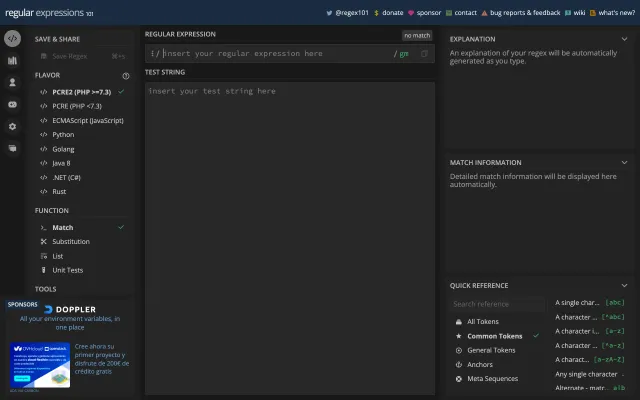 regular expressions 101
@regex101
$ donate
sponsor
contact
bug reports & feedback
wiki
what's new?
SAVE & SHARE
Save Regex ⌘+s
FLAVOR
PCRE2 (PHP >=7.3)
PCRE (PHP <7.3)
ECMAScript (JavaScript)
Python
Golang
Java 8
.NET (C#)
Rust
FUNCTION
Match
Substitution
List
Unit Tests
TOOLS
SPONSORS
DOPPLER
All your environment variables, in
one place
OVHcloud openstack.
Cree ahora su
primer proyecto y
disfrute de 200€ de
crédito gratis
REGULAR EXPRESSION
no match
/ insert your regular expression here / gm
TEST STRING
insert your test string here
EXPLANATION
An explanation of your regex will be automatically
generated as you type.
MATCH INFORMATION
Detailed match information will be displayed here
automatically.
QUICK REFERENCE
Search reference
All Tokens
Common Tokens
General Tokens
Anchors
Meta Sequences
A single char... [abc]
A character ... [^abc]
A character i... [a-z]
A character ... [^a-z]
A charact... [a-zA-Z]
Any single character .
Alternate - matc... a|b